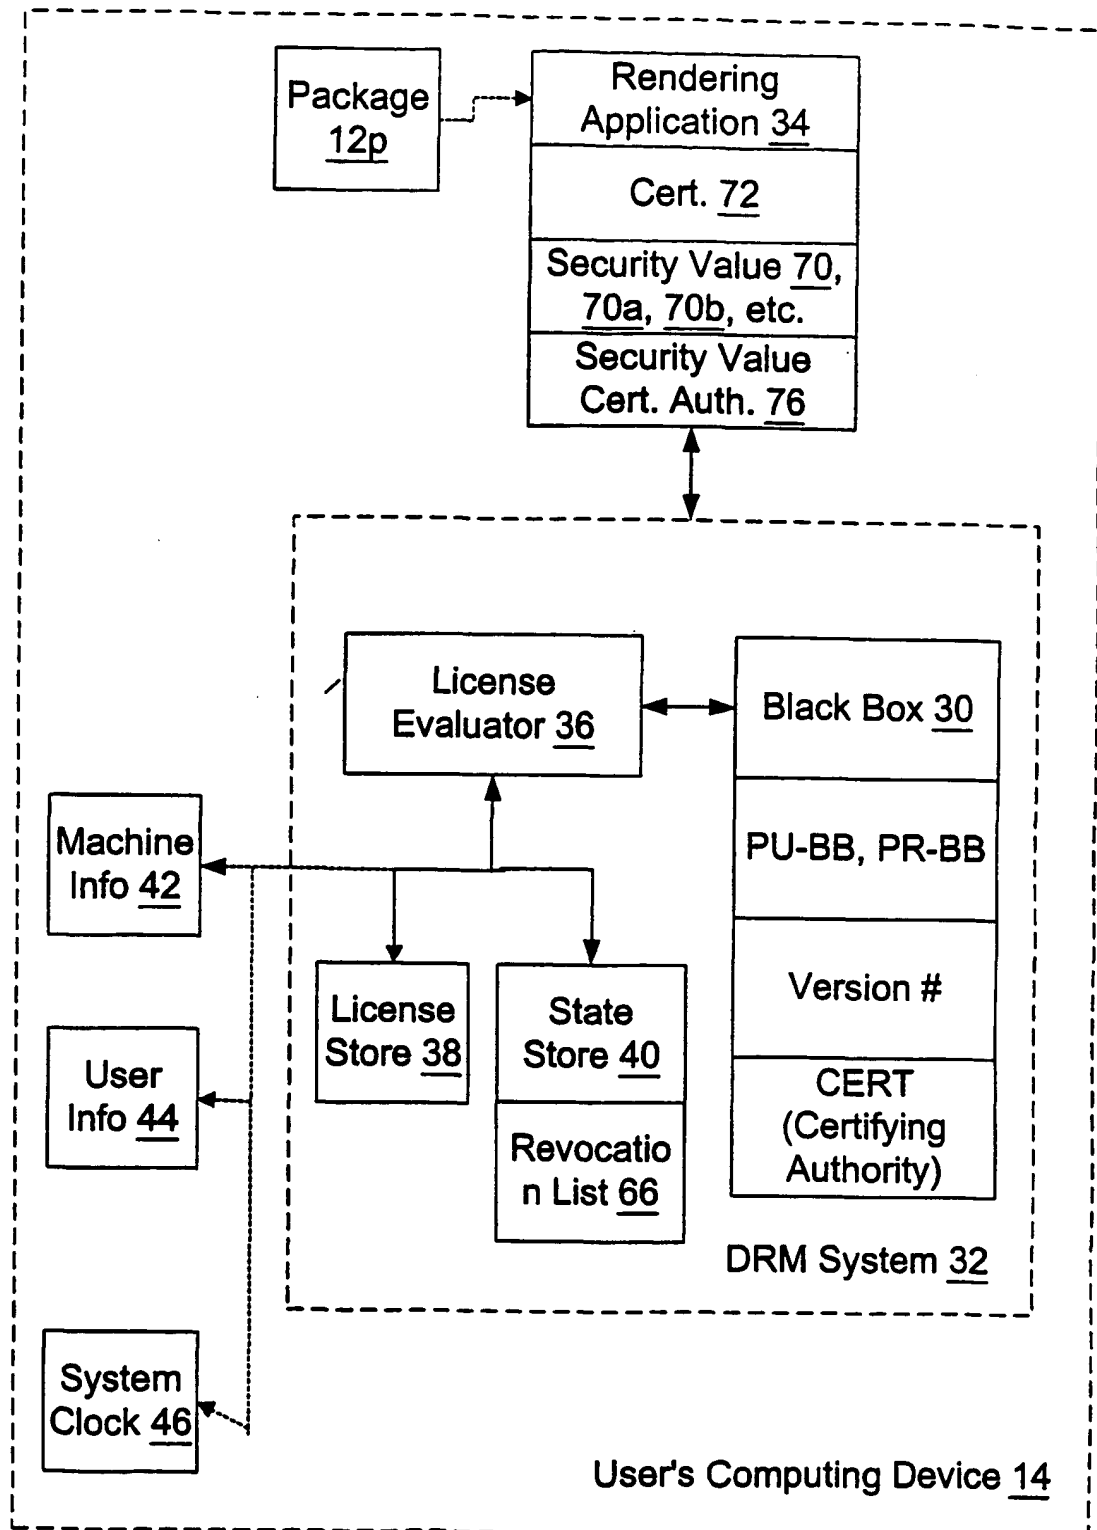 Package
12p
Rendering
Application 34
Cert. 72
Security Value 70,
70a, 70b, etc.
Security Value
Cert. Auth. 76
License
Evaluator 36
Black Box 30
PU-BB, PR-BB
Version #
CERT
(Certifying
Authority)
Machine
Info 42
License
Store 38
State
Store 40
Revocatio
n List 66
User
Info 44
DRM System 32
System
Clock 46
User's Computing Device 14